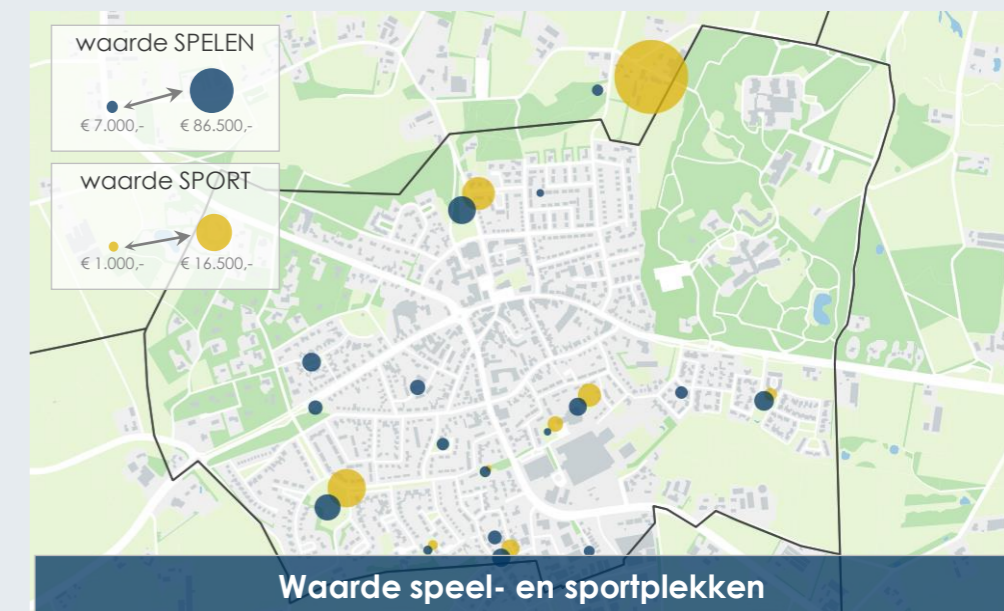 waarde SPELEN
€ 7.000,- € 86.500,-
waarde SPORT
€ 1.000,- € 16.500,-
Waarde speel- en sportplekken